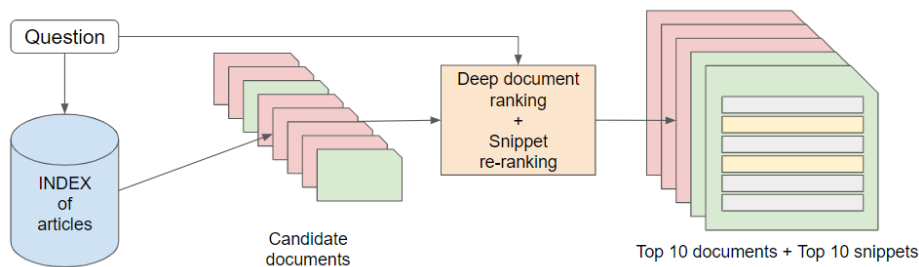 Question
INDEX
of
articles
Candidate
documents
Deep document
ranking
+
Snippet
re-ranking
Top 10 documents + Top 10 snippets